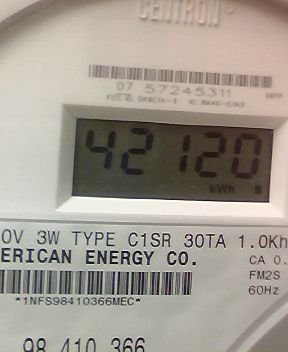 CENTRON®
07 57245311
42120
kWh
0V 3W TYPE C1SR 30TA 1.0Kh
ERICAN ENERGY CO.
CA 0.
FM2S
*1NFS98410366MEC*
60Hz
98 410 366